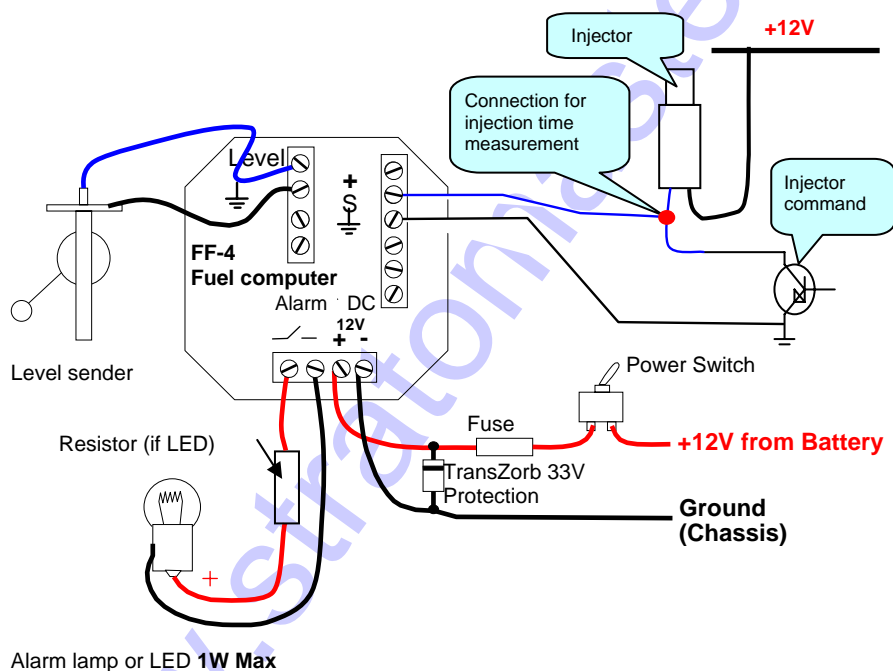 Injector
+12V
Connection for
injection time
measurement
Injector
command
Level
+
S
FF-4
Fuel computer
Alarm DC
12V
+ -
Level sender
Power Switch
Resistor (if LED)
Fuse
+12V from Battery
TransZorb 33V
Protection
Ground
(Chassis)
+
Alarm lamp or LED 1W Max